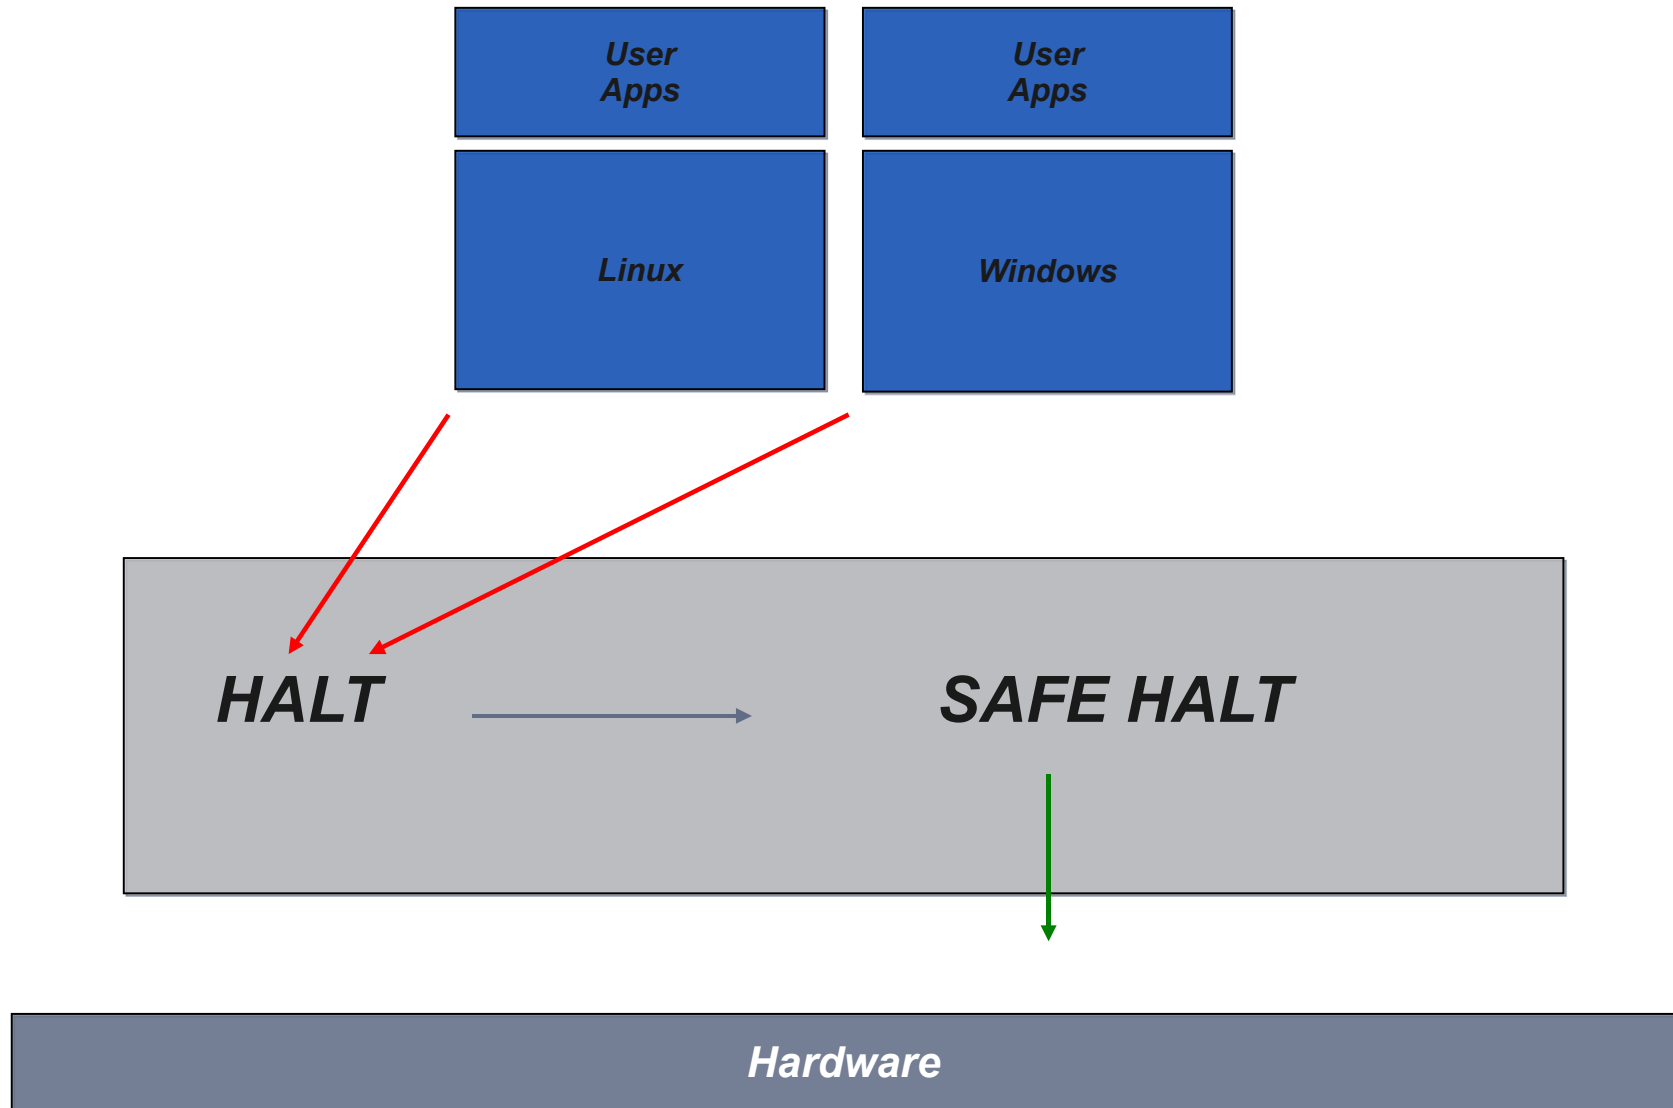 User
Apps
User
Apps
Linux
Windows
HALT
SAFE HALT
Hardware